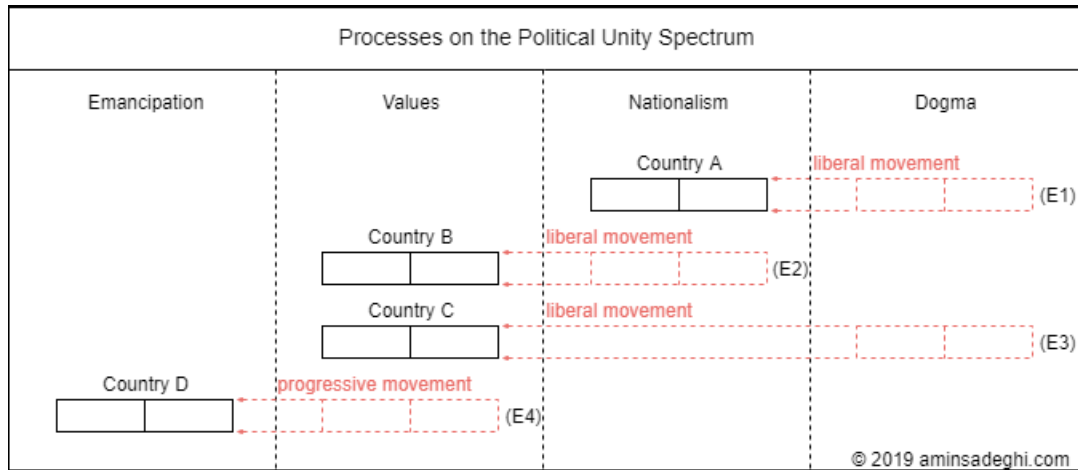 Processes on the Political Unity Spectrum
Emancipation
Values
Nationalism
Dogma
Country A
liberal movement
(E1)
Country B
liberal movement
(E2)
Country C
liberal movement
(E3)
Country D
progressive movement
(E4)
© 2019 aminsadeghi.com